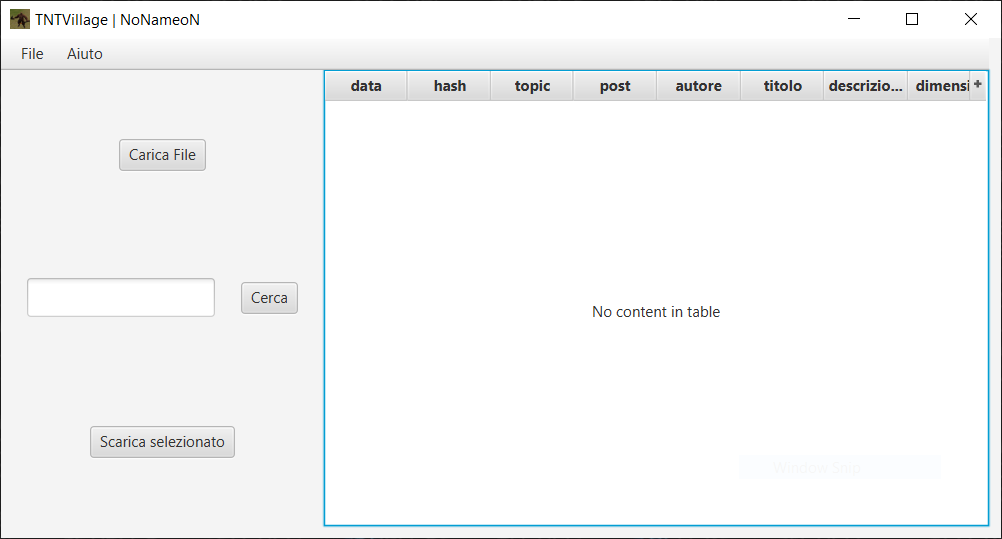 TNTVillage | NoNameoN
File Aiuto
data hash topic post autore titolo descrizio... dimensi +
Carica File
Cerca
No content in table
Scarica selezionato
Window Snip